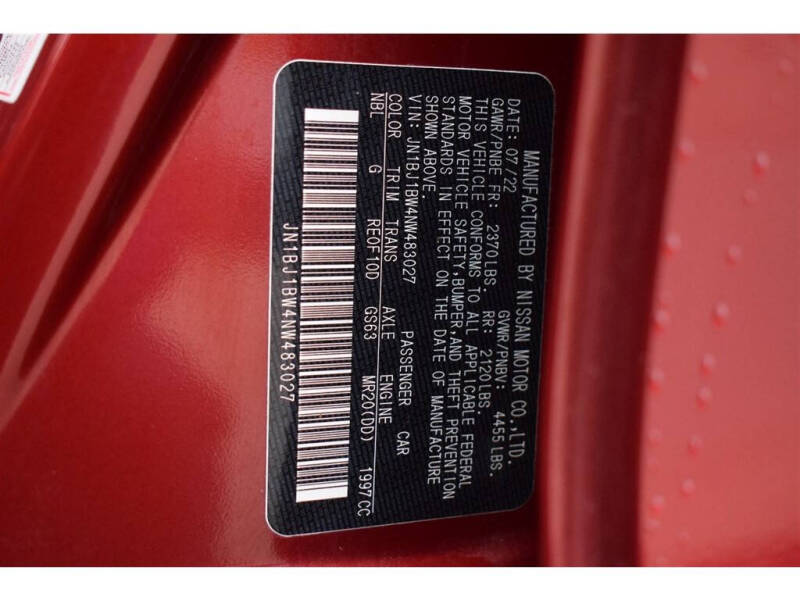 MANUFACTURED BY NISSAN MOTOR CO.,LTD.
DATE: 07/22 GVWR/PNBV: 4455 LBS.
GAWR/PNBE FR: 2370LBS. RR: 2120LBS.
THIS VEHICLE CONFORMS TO ALL APPLICABLE FEDERAL
MOTOR VEHICLE SAFETY,BUMPER,AND THEFT PREVENTION
STANDARDS IN EFFECT ON THE DATE OF MANUFACTURE
SHOWN ABOVE.
VIN: JN1BJ1BW4NW483027 PASSENGER CAR
COLOR TRIM TRANS AXLE ENGINE
NBL G RE0F10D GS63 MR20(DD) 1997CC
JN1BJ1BW4NW483027